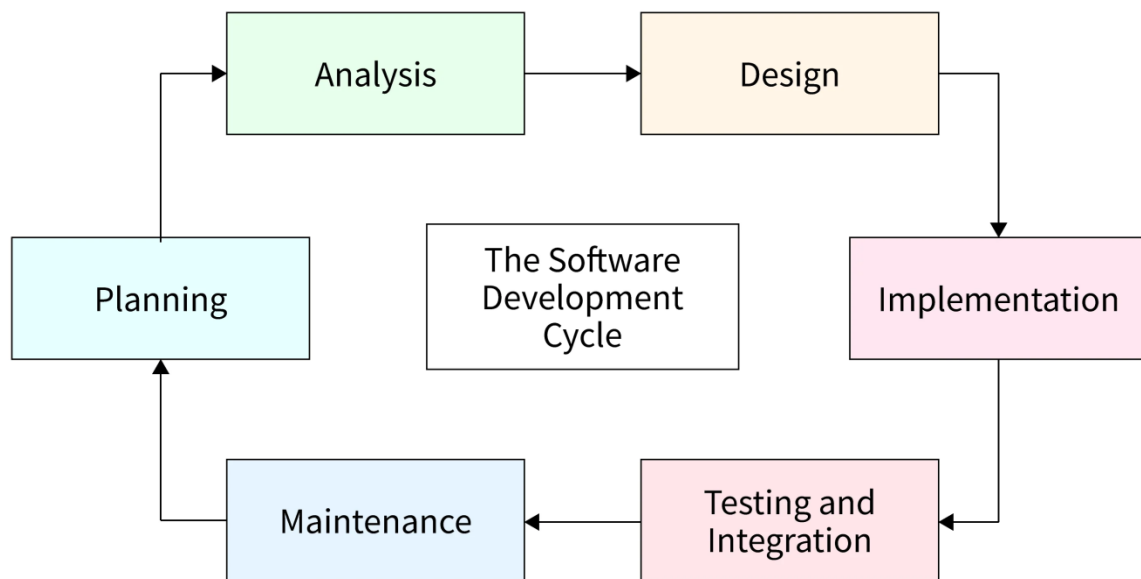 Analysis
Design
Planning
The Software
Development
Cycle
Implementation
Maintenance
Testing and
Integration